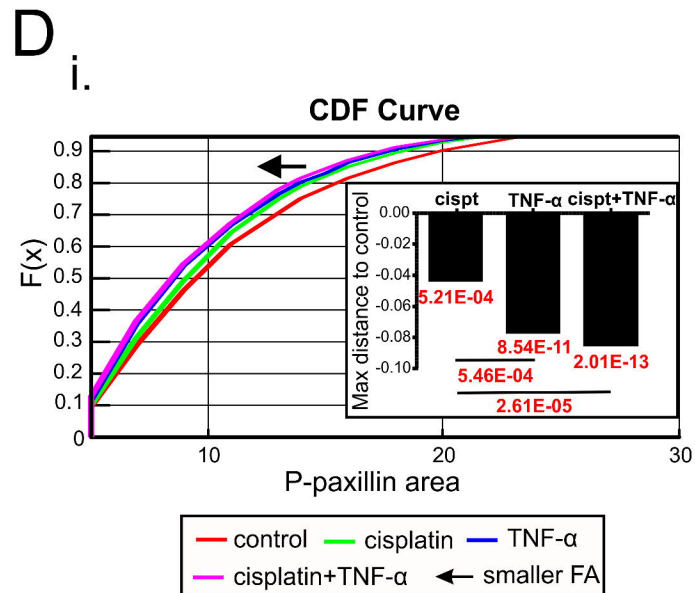 D
i.
CDF Curve
F(x)
0.9
0.8
0.7
0.6
0.5
0.4
0.3
0.2
0.1
0
10
20
30
P-paxillin area
Max distance to control
cispt TNF-α cispt+TNF-α
0.00
-0.02
-0.04
-0.06
-0.08
-0.10
5.21E-04
8.54E-11
2.01E-13
5.46E-04
2.61E-05
control cisplatin TNF-α
cisplatin+TNF-α smaller FA